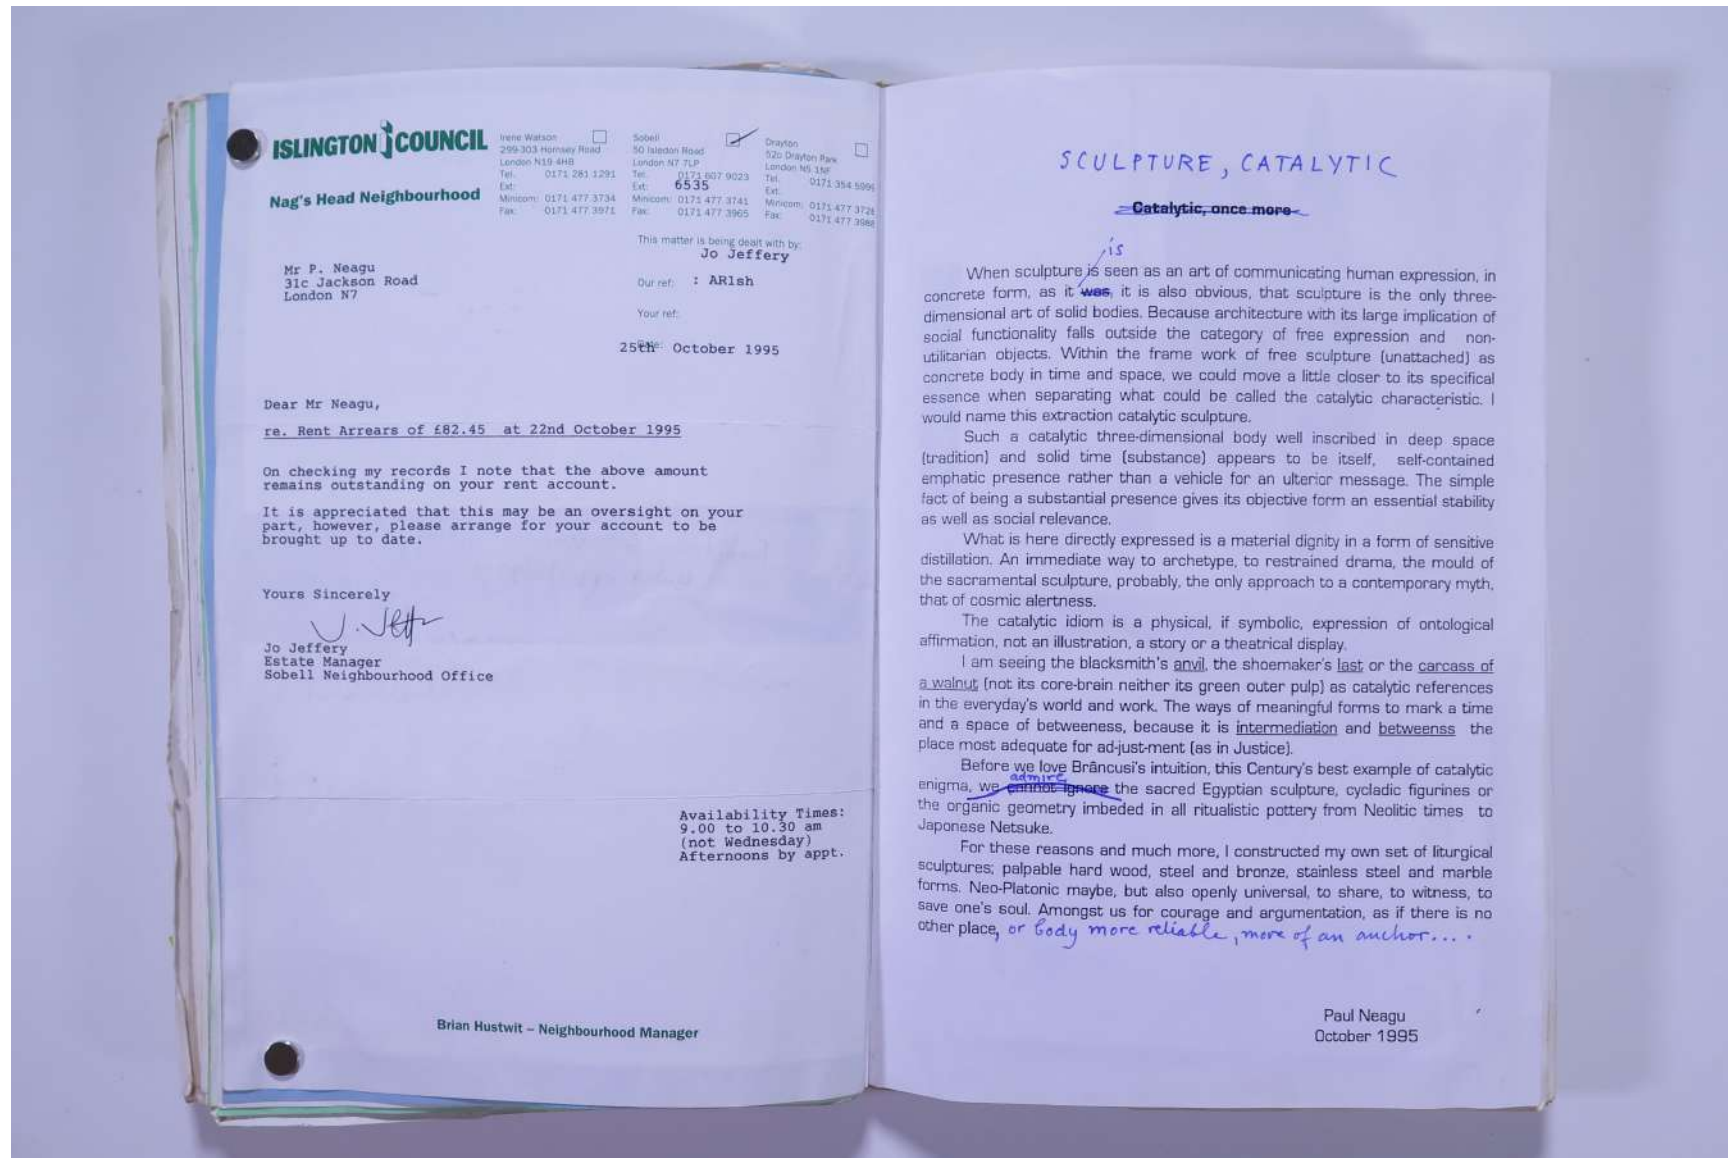 ISLINGTON COUNCIL
Nag's Head Neighbourhood
Irene Watson
299-303 Hornsey Road
London N19 4HB
Tel. 0171 281 1291
Ext:
Minicom: 0171 477 3734
Fax: 0171 477 3971
Sobell
50 Isledon Road
London N7 7LP
Tel. 0171 607 9023
Ext: 6535
Minicom: 0171 477 3741
Fax: 0171 477 3965
Drayton
52b Drayton Park
London N5
Tel. 0171 354
Ext.
Minicom: 0171 477 3728
Fax: 0171 477 3988
This matter is being dealt with by:
Jo Jeffery
Mr P. Neagu
31c Jackson Road
London N7
Our ref: : AR1sh
Your ref:
Date:
25th October 1995
Dear Mr Neagu,
re. Rent Arrears of £82.45 at 22nd October 1995
On checking my records I note that the above amount
remains outstanding on your rent account.
It is appreciated that this may be an oversight on your
part, however, please arrange for your account to be
brought up to date.
Yours Sincerely
J. Jeff
Jo Jeffery
Estate Manager
Sobell Neighbourhood Office
Availability Times:
9.00 to 10.30 am
(not Wednesday)
Afternoons by appt.
Brian Hustwit – Neighbourhood Manager
SCULPTURE, CATALYTIC
Catalytic, once more
is
When sculpture is seen as an art of communicating human expression, in
concrete form, as it was, it is also obvious, that sculpture is the only three-
dimensional art of solid bodies. Because architecture with its large implication of
social functionality falls outside the category of free expression and non-
utilitarian objects. Within the frame work of free sculpture (unattached) as
concrete body in time and space, we could move a little closer to its specifical
essence when separating what could be called the catalytic characteristic. I
would name this extraction catalytic sculpture.
Such a catalytic three-dimensional body well inscribed in deep space
(tradition) and solid time (substance) appears to be itself, self-contained
emphatic presence rather than a vehicle for an ulterior message. The simple
fact of being a substantial presence gives its objective form an essential stability
as well as social relevance.
What is here directly expressed is a material dignity in a form of sensitive
distillation. An immediate way to archetype, to restrained drama, the mould of
the sacramental sculpture, probably, the only approach to a contemporary myth,
that of cosmic alertness.
The catalytic idiom is a physical, if symbolic, expression of ontological
affirmation, not an illustration, a story or a theatrical display.
I am seeing the blacksmith's anvil, the shoemaker's last or the carcass of
a walnut (not its core-brain neither its green outer pulp) as catalytic references
in the everyday's world and work. The ways of meaningful forms to mark a time
and a space of betweeness, because it is intermediation and betweenss the
place most adequate for ad-just-ment (as in Justice).
Before we love Brâncusi's intuition, this Century's best example of catalytic
admire
enigma, we cannot ignore the sacred Egyptian sculpture, cycladic figurines or
the organic geometry imbeded in all ritualistic pottery from Neolitic times to
Japonese Netsuke.
For these reasons and much more, I constructed my own set of liturgical
sculptures; palpable hard wood, steel and bronze, stainless steel and marble
forms. Neo-Platonic maybe, but also openly universal, to share, to witness, to
save one's soul. Amongst us for courage and argumentation, as if there is no
other place, or body more reliable, more of an anchor....
Paul Neagu
October 1995